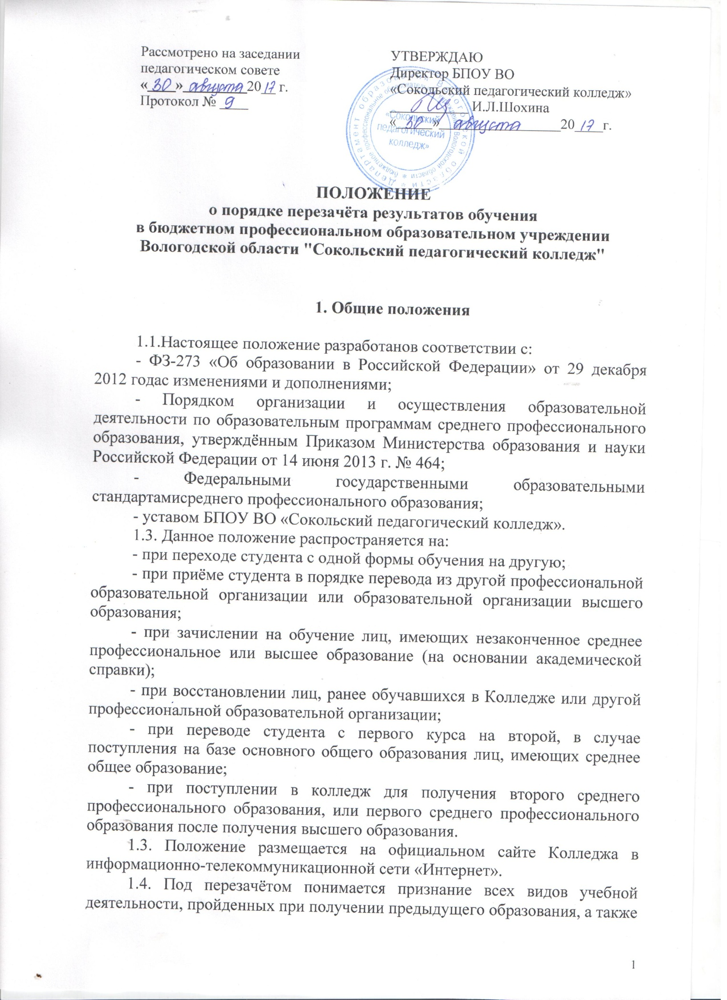 Рассмотрено на заседании
педагогическом совете
«30» августа 2017 г.
Протокол № 9
УТВЕРЖДАЮ
Директор БПОУ ВО
«Сокольский педагогический колледж»
И.Л.Шохина
«30» августа 2017г.
Департамент образования Вологодской области *
бюджетное профессиональное образовательное учреждение Вологодской области *
«Сокольский
педагогический
колледж»
ПОЛОЖЕНИЕ
о порядке перезачёта результатов обучения
в бюджетном профессиональном образовательном учреждении
Вологодской области "Сокольский педагогический колледж"
1. Общие положения
1.1.Настоящее положение разработанов соответствии с:
- ФЗ-273 «Об образовании в Российской Федерации» от 29 декабря
2012 годас изменениями и дополнениями;
- Порядком организации и осуществления образовательной
деятельности по образовательным программам среднего профессионального
образования, утверждённым Приказом Министерства образования и науки
Российской Федерации от 14 июня 2013 г. № 464;
- Федеральными государственными образовательными
стандартамисреднего профессионального образования;
- уставом БПОУ ВО «Сокольский педагогический колледж».
1.3. Данное положение распространяется на:
- при переходе студента с одной формы обучения на другую;
- при приёме студента в порядке перевода из другой профессиональной
образовательной организации или образовательной организации высшего
образования;
- при зачислении на обучение лиц, имеющих незаконченное среднее
профессиональное или высшее образование (на основании академической
справки);
- при восстановлении лиц, ранее обучавшихся в Колледже или другой
профессиональной образовательной организации;
- при переводе студента с первого курса на второй, в случае
поступления на базе основного общего образования лиц, имеющих среднее
общее образование;
- при поступлении в колледж для получения второго среднего
профессионального образования, или первого среднего профессионального
образования после получения высшего образования.
1.3. Положение размещается на официальном сайте Колледжа в
информационно-телекоммуникационной сети «Интернет».
1.4. Под перезачётом понимается признание всех видов учебной
деятельности, пройденных при получении предыдущего образования, а также
1